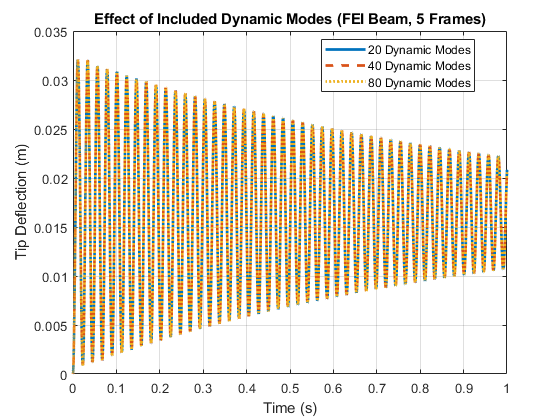 Effect of Included Dynamic Modes (FEI Beam, 5 Frames)
20 Dynamic Modes
40 Dynamic Modes
80 Dynamic Modes
Tip Deflection (m)
0.035
0.03
0.025
0.02
0.015
0.01
0.005
0
0 0.1 0.2 0.3 0.4 0.5 0.6 0.7 0.8 0.9 1
Time (s)